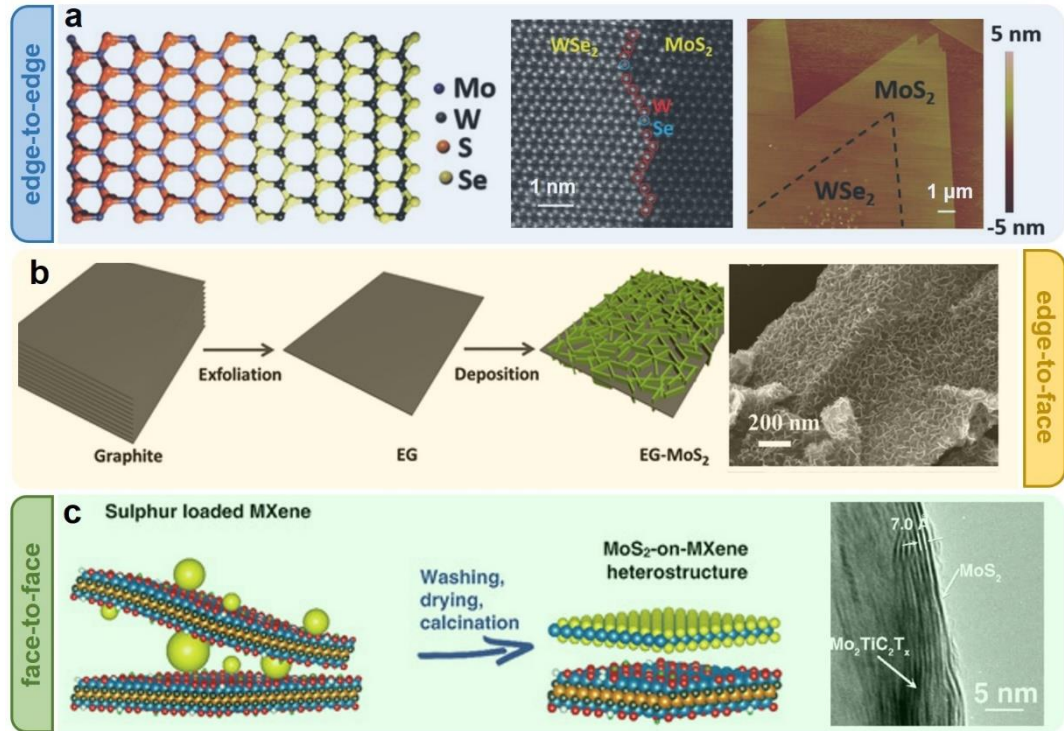 edge-to-edge
a
Mo
W
S
Se
WSe₂
MoS₂
W
Se
1 nm
MoS₂
WSe₂
1 µm
5 nm
-5 nm
b
Graphite
Exfoliation
EG
Deposition
EG-MoS₂
200 nm
edge-to-face
face-to-face
c
Sulphur loaded MXene
Washing,
drying,
calcination
MoS₂-on-MXene
heterostructure
7.0
MoS₂
Mo₂TiC₂Tₓ
5 nm